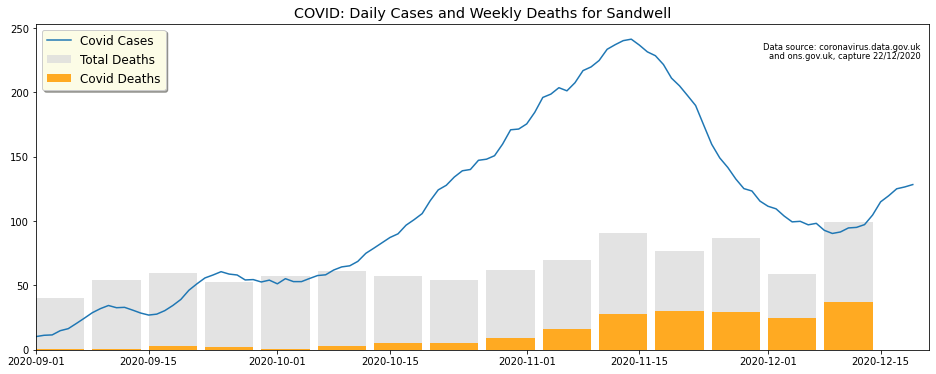 COVID: Daily Cases and Weekly Deaths for Sandwell
250
200
150
100
50
0
Covid Cases
Total Deaths
Covid Deaths
Data source: coronavirus.data.gov.uk
and ons.gov.uk, capture 22/12/2020
2020-09-01
2020-09-15
2020-10-01
2020-10-15
2020-11-01
2020-11-15
2020-12-01
2020-12-15